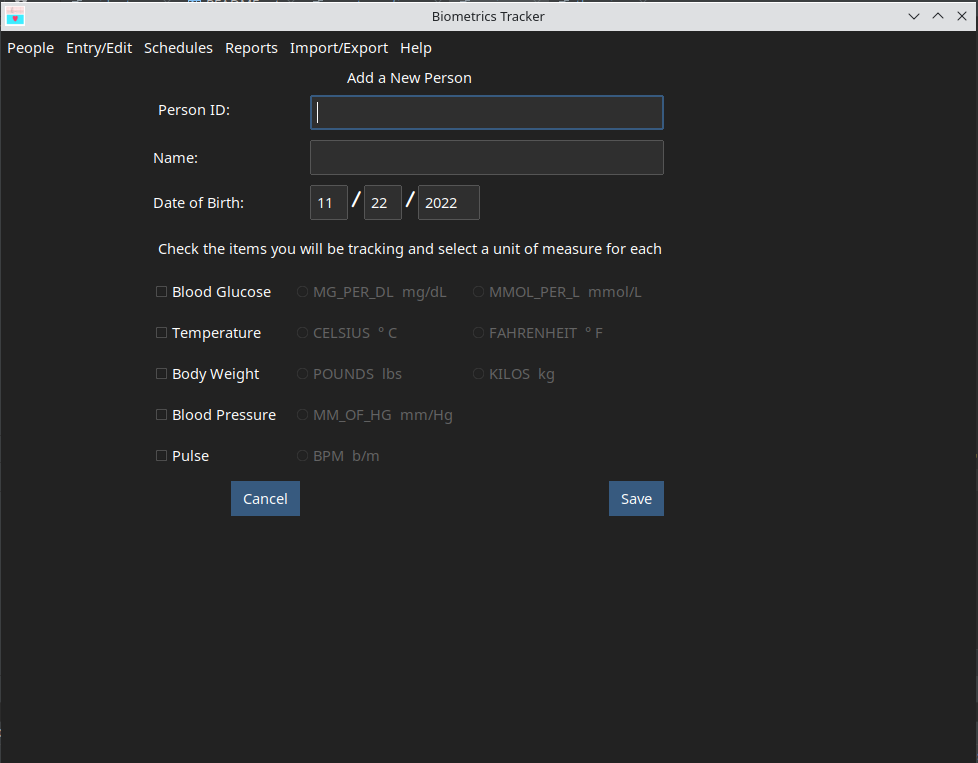 Biometrics Tracker
People Entry/Edit Schedules Reports Import/Export Help
Add a New Person
Person ID:
Name:
Date of Birth: 11 / 22 / 2022
Check the items you will be tracking and select a unit of measure for each
Blood Glucose MG_PER_DL mg/dL MMOL_PER_L mmol/L
Temperature CELSIUS ° C FAHRENHEIT ° F
Body Weight POUNDS lbs KILOS kg
Blood Pressure MM_OF_HG mm/Hg
Pulse BPM b/m
Cancel Save